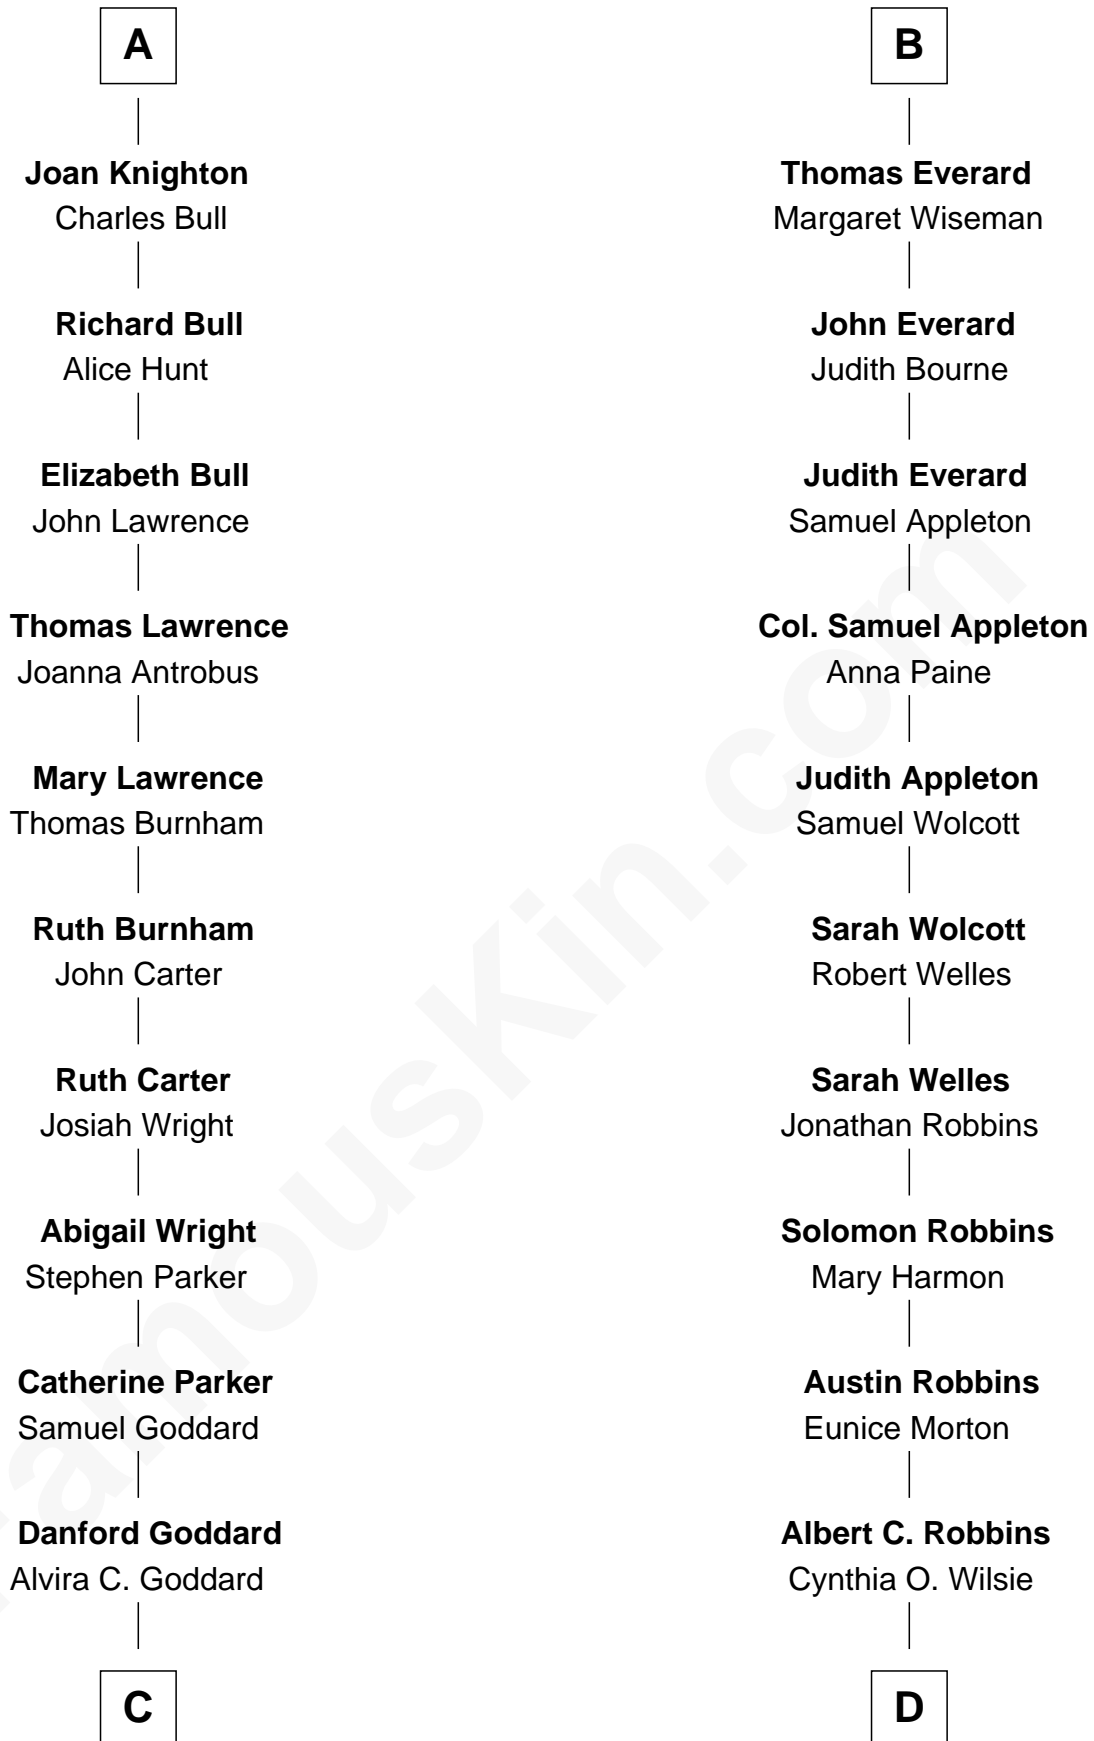 A
Joan Knighton
Charles Bull
Richard Bull
Alice Hunt
Elizabeth Bull
John Lawrence
Thomas Lawrence
Joanna Antrobus
Mary Lawrence
Thomas Burnham
Ruth Burnham
John Carter
Ruth Carter
Josiah Wright
Abigail Wright
Stephen Parker
Catherine Parker
Samuel Goddard
Danford Goddard
Alvira C. Goddard
C
B
Thomas Everard
Margaret Wiseman
John Everard
Judith Bourne
Judith Everard
Samuel Appleton
Col. Samuel Appleton
Anna Paine
Judith Appleton
Samuel Wolcott
Sarah Wolcott
Robert Welles
Sarah Welles
Jonathan Robbins
Solomon Robbins
Mary Harmon
Austin Robbins
Eunice Morton
Albert C. Robbins
Cynthia O. Wilsie
D
FamousKin.com